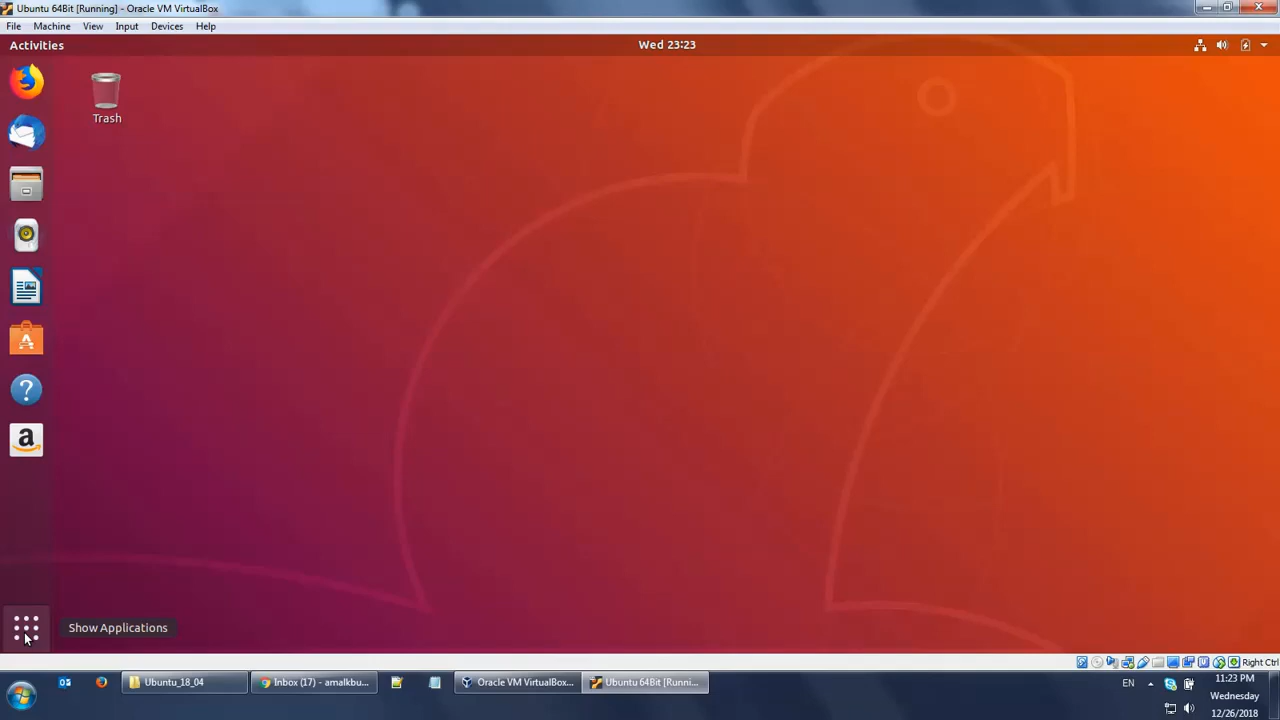 Ubuntu 64Bit [Running] - Oracle VM VirtualBox
File Machine View Input Devices Help
Activities
Wed 23:23
Trash
Show Applications
Right Ctrl
Ubuntu_18_04
Inbox (17) - amalkbu...
Oracle VM VirtualBox...
Ubuntu 64Bit [Runni...
EN
11:23 PM
Wednesday
12/26/2018